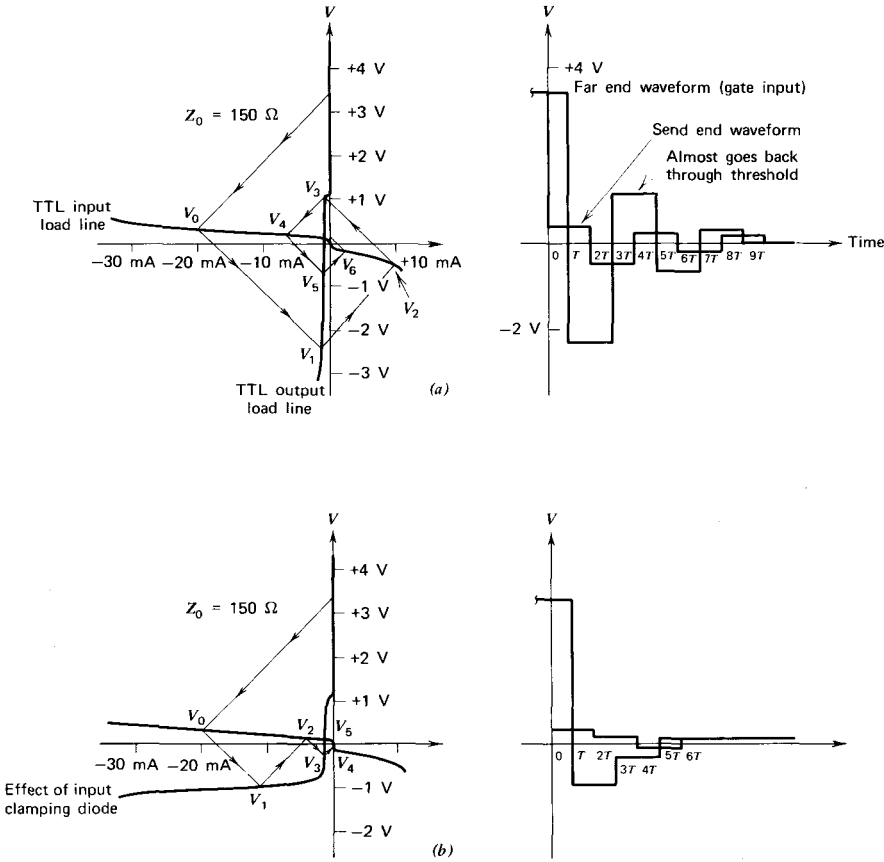 V
+4 V
+3 V
+2 V
+1 V
Z0 = 150 Ω
TTL input
load line
V0
V4
V3
−30 mA
−20 mA
−10 mA
+10 mA
V5
V6
−1 V
V2
V1
−2 V
−3 V
TTL output
load line
V
+4 V
Far end waveform (gate input)
Send end waveform
Almost goes back
through threshold
Time
0
T
2T
3T
4T
5T
6T
7T
8T
9T
−2 V
(a)
V
+4 V
Z0 = 150 Ω
+3 V
+2 V
+1 V
V0
V2
V5
−30 mA
−20 mA
V3
V4
Effect of input
clamping diode
V1
−1 V
−2 V
V
0
T
2T
3T
4T
5T
6T
(b)